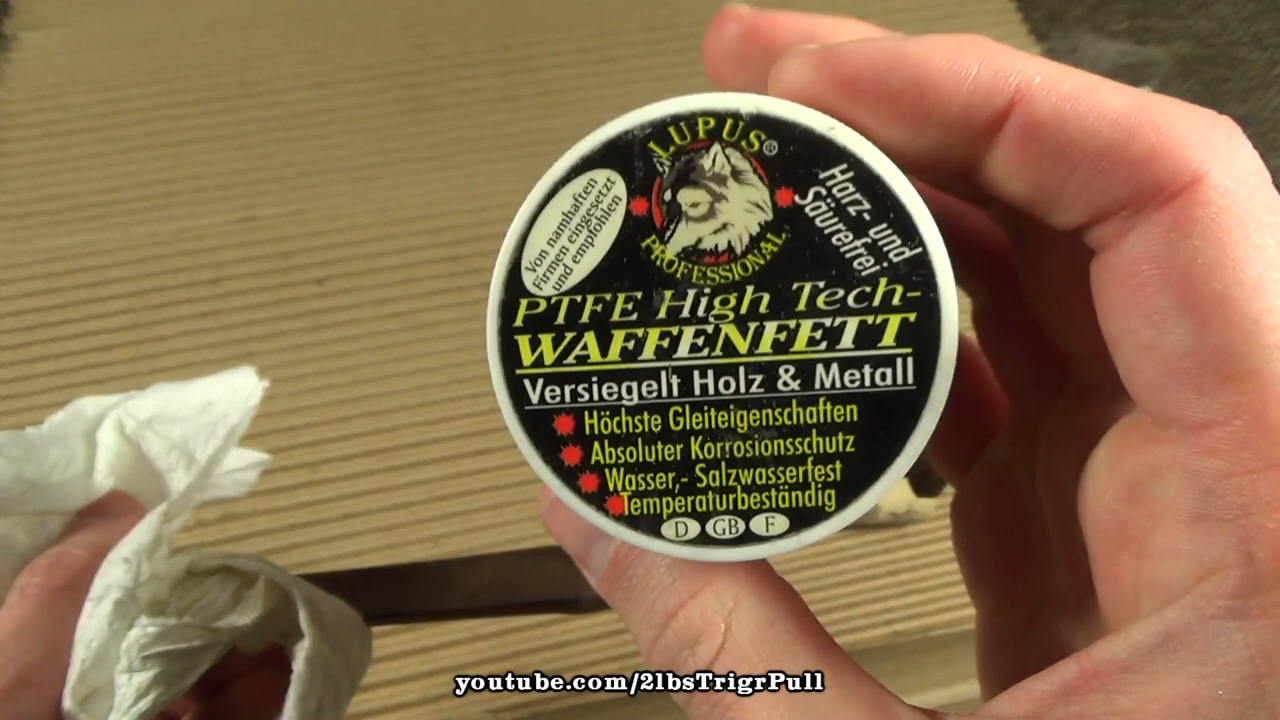 LUPUS®
PROFESSIONAL
Von namhaften
Firmen eingesetzt
und empfohlen
Harz- und
Säurefrei
PTFE High Tech-
WAFFENFETT
Versiegelt Holz & Metall
Höchste Gleiteigenschaften
Absoluter Korrosionsschutz
Wasser,- Salzwasserfest
Temperaturbeständig
D GB F
youtube.com/2lbsTrigrPull